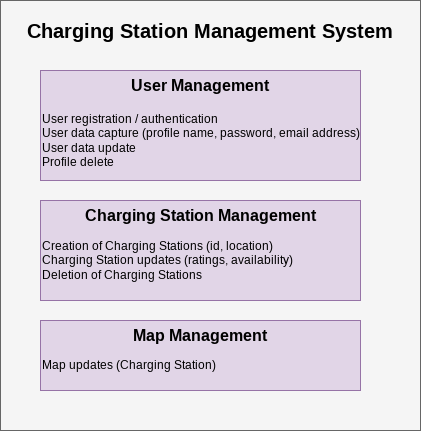 Charging Station Management System
User Management
User registration / authentication
User data capture (profile name, password, email address)
User data update
Profile delete
Charging Station Management
Creation of Charging Stations (id, location)
Charging Station updates (ratings, availability)
Deletion of Charging Stations
Map Management
Map updates (Charging Station)